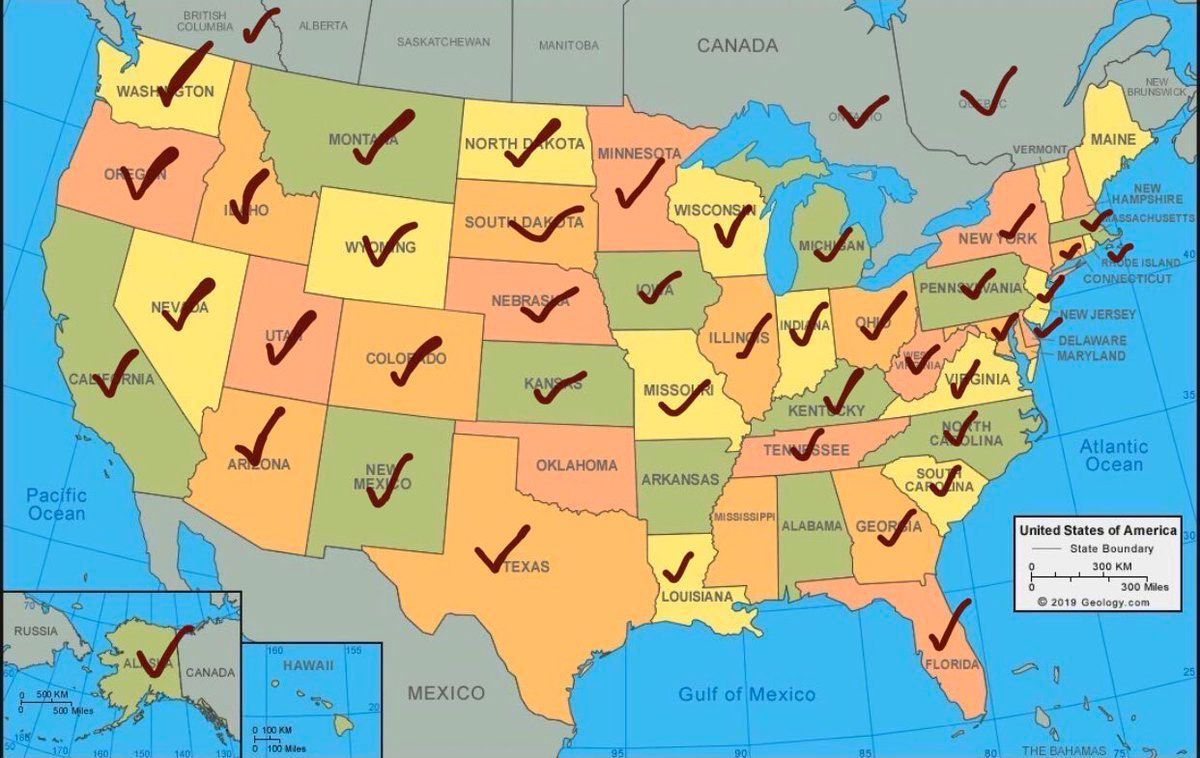 BRITISH
COLUMBIA
ALBERTA
SASKATCHEWAN
MANITOBA
CANADA
ONTARIO
QUEBEC
NEW
BRUNSWICK
WASHINGTON
MONTANA
NORTH DAKOTA
MINNESOTA
VERMONT
MAINE
OREGON
IDAHO
WYOMING
SOUTH DAKOTA
WISCONSIN
MICHIGAN
NEW YORK
NEW
HAMPSHIRE
MASSACHUSETTS
RHODE ISLAND
CONNECTICUT
40
NEVADA
UTAH
COLORADO
NEBRASKA
IOWA
ILLINOIS
INDIANA
OHIO
PENNSYLVANIA
NEW JERSEY
DELAWARE
MARYLAND
CALIFORNIA
KANSAS
MISSOURI
KENTUCKY
WEST
VIRGINIA
VIRGINIA
35
ARIZONA
NEW
MEXICO
OKLAHOMA
ARKANSAS
TENNESSEE
NORTH
CAROLINA
SOUTH
CAROLINA
Atlantic
Ocean
Pacific
Ocean
TEXAS
LOUISIANA
MISSISSIPPI
ALABAMA
GEORGIA
30
United States of America
State Boundary
0 300 KM
0 300 Miles
© 2019 Geology.com
FLORIDA
25
70
RUSSIA
ALASKA
CANADA
60
0 500 KM
0 500 Miles
50
170
160
150
140
130
160
155
HAWAII
20
0 100 KM
0 100 Miles
MEXICO
Gulf of Mexico
95
90
85
80
THE BAHAMAS
75